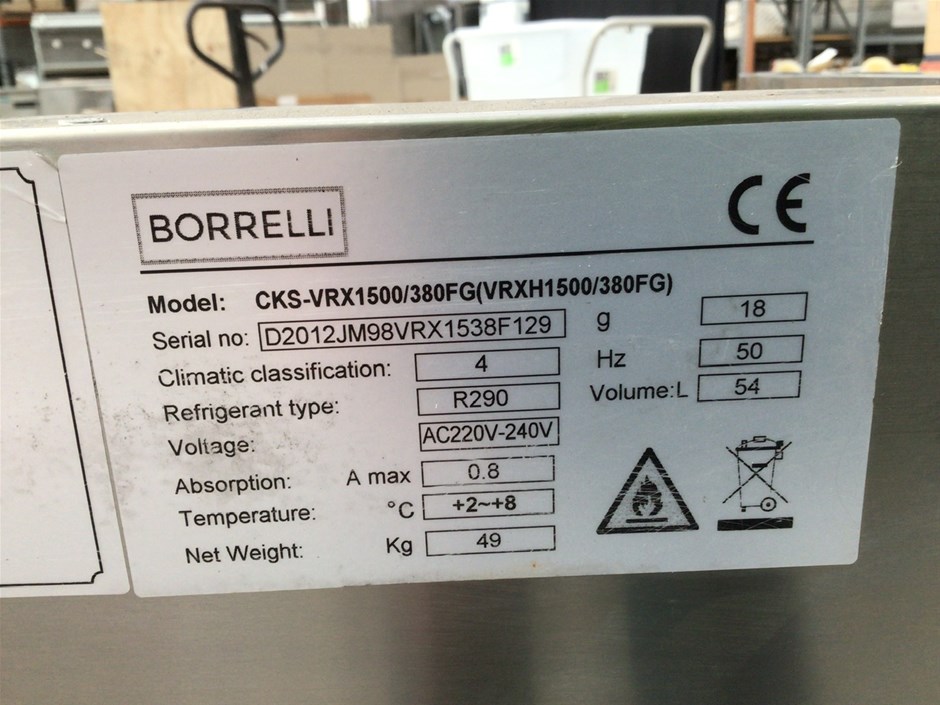 BORRELLI
CE
Model: CKS-VRX1500/380FG(VRXH1500/380FG)
Serial no: D2012JM98VRX1538F129 g 18
Climatic classification: 4 Hz 50
Refrigerant type: R290 Volume:L 54
Voltage: AC220V-240V
Absorption: A max 0.8
Temperature: °C +2~+8
Net Weight: Kg 49